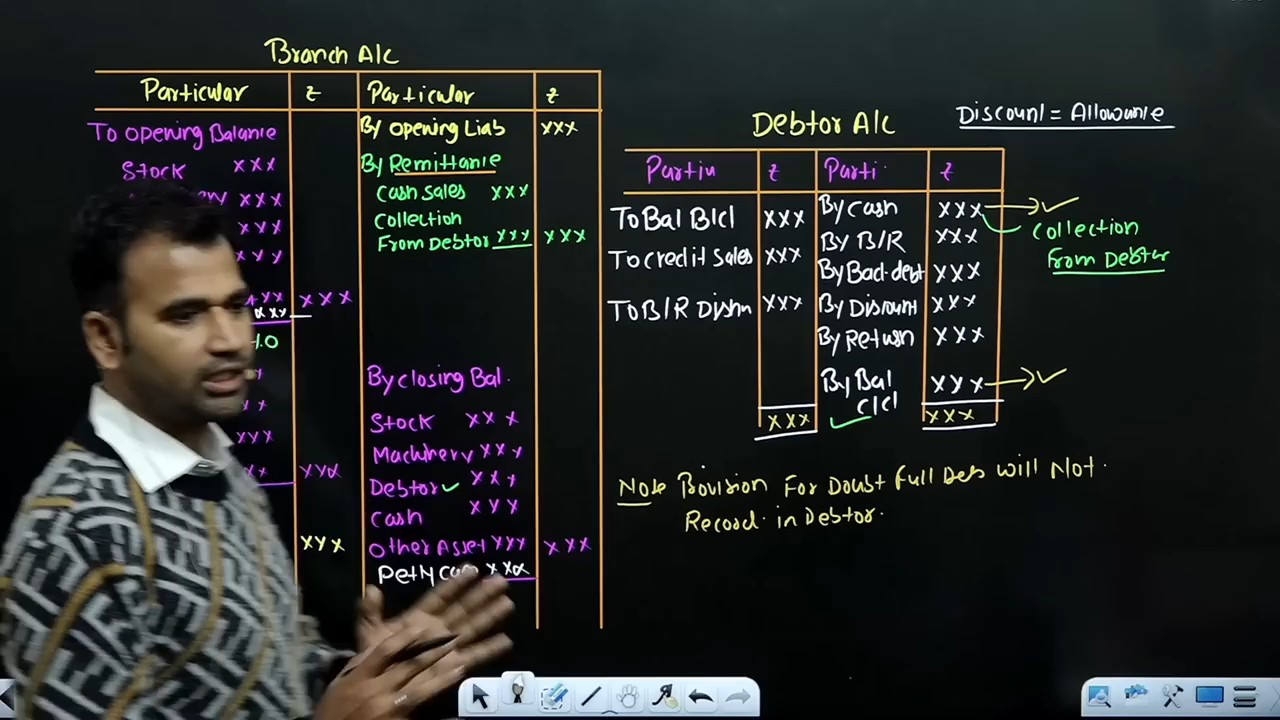 Branch A/c
Particular ₹ Particular ₹
To opening Balance
Stock xxx
xxx
xxx
xxx xxx
H.O
xxx
xxx
xxx
By opening Liab xxx
By Remittance
Cash Sales xxx
Collection
From Debtor xxx xxx
By closing Bal.
Stock xxx
Machinery xxx
Debtor ✓ xxx
Cash xxx
Other Asset xxx xxx
Petty Cash xxx
Debtor A/c
Discount = Allowance
₹ Parti. ₹
To Bal B/d xxx By Cash xxx → ✓
Collection
From Debtor
To credit Sales xxx By B/R xxx
By Bad debt xxx
xxx By Discount xxx
By Return xxx
By Bal xxx → ✓
c/d
xxx ✓ xxx
Note Provision For Doubt full Debs will Not.
Record. in Debtor.